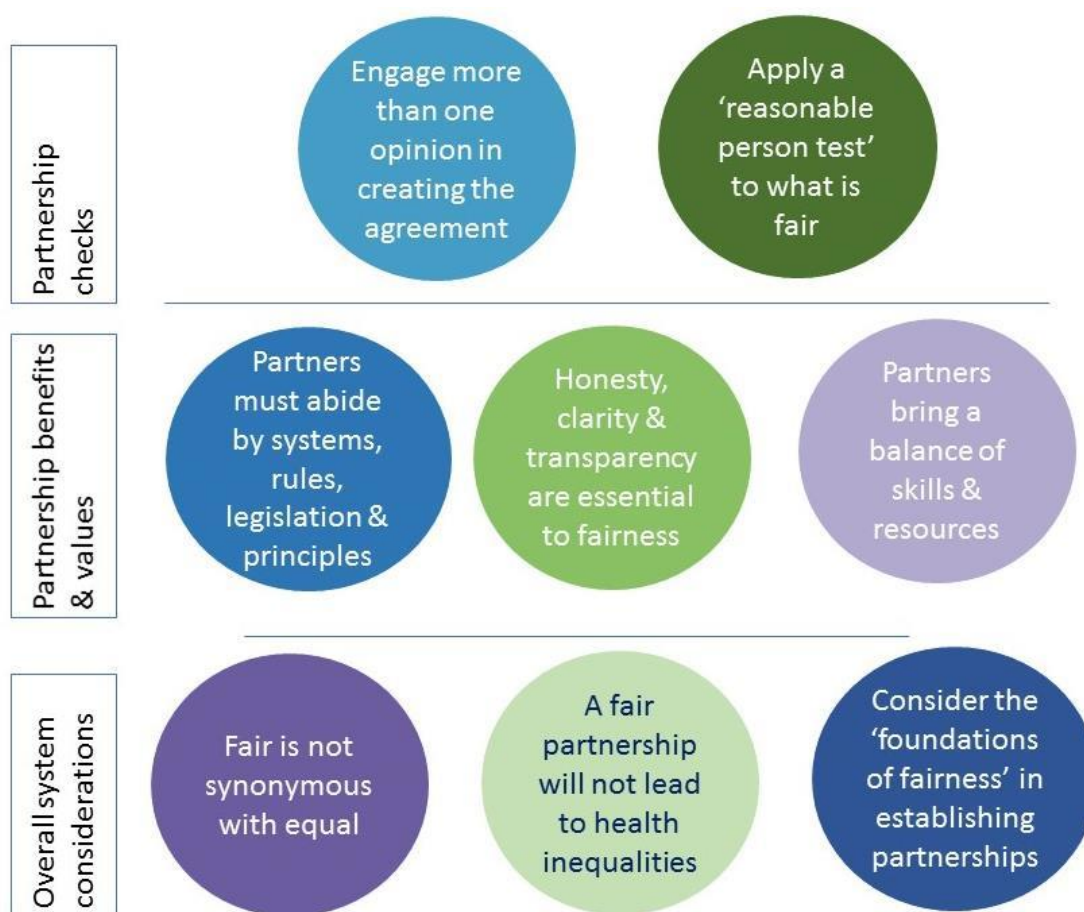 Partnership
checks
Engage more
than one
opinion in
creating the
agreement
Apply a
‘reasonable
person test’
to what is
fair
Partnership benefits
& values
Partners
must abide
by systems,
rules,
legislation &
principles
Honesty,
clarity &
transparency
are essential
to fairness
Partners
bring a
balance of
skills &
resources
Overall system
considerations
Fair is not
synonymous
with equal
A fair
partnership
will not lead
to health
inequalities
Consider the
‘foundations
of fairness’ in
establishing
partnerships